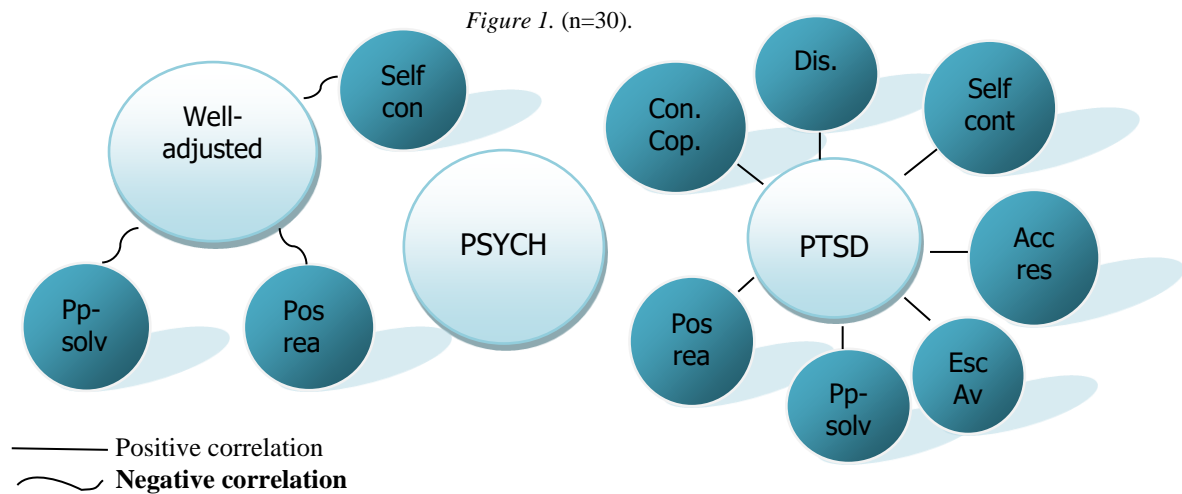 Figure 1. (n=30).
Self
con
Well-
adjusted
Pp-
solv
Pos
rea
PSYCH
Dis.
Con.
Cop.
Self
cont
PTSD
Acc
res
Pos
rea
Pp-
solv
Esc
Av
Positive correlation
Negative correlation